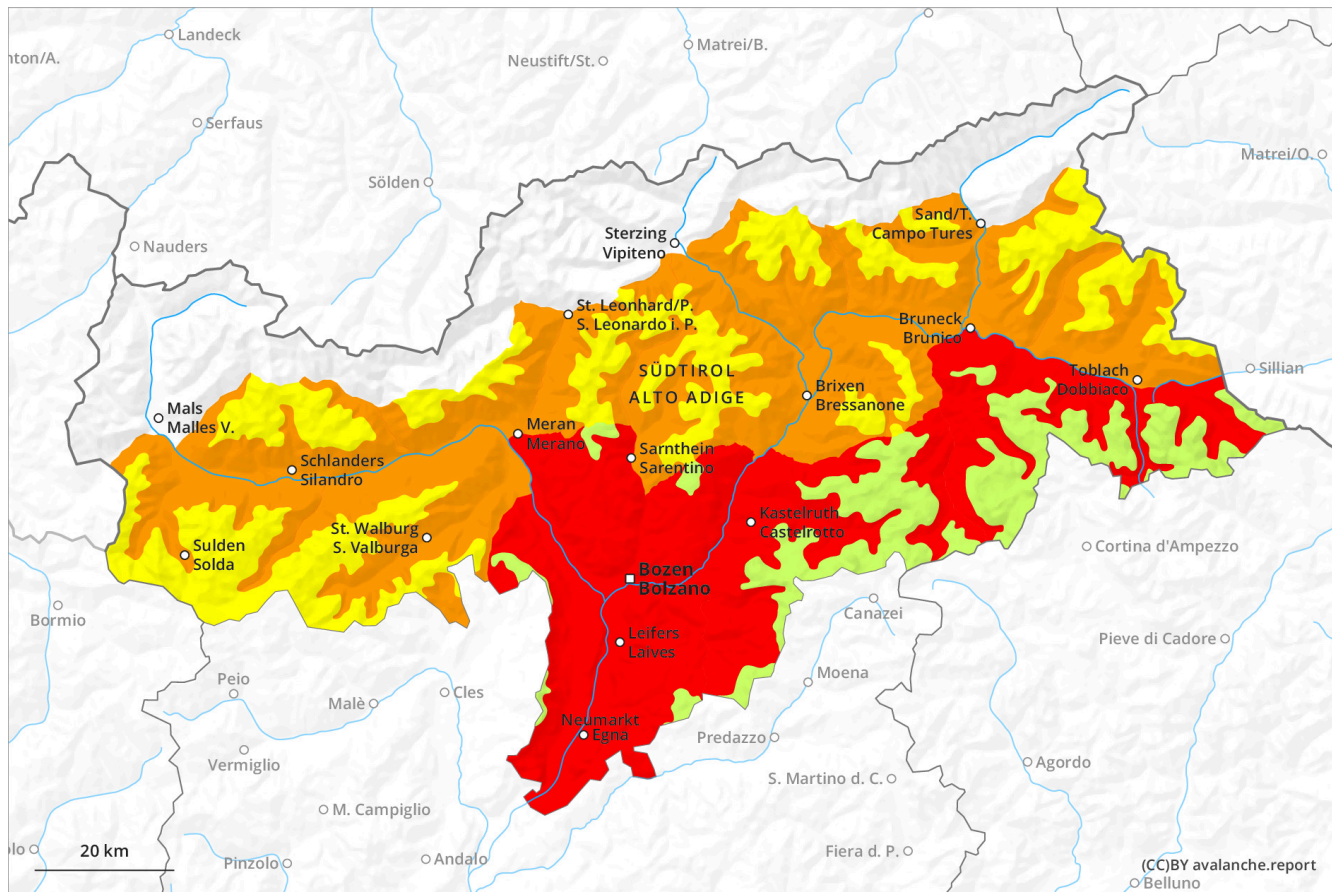 Landeck
nton/A.
Matrei/B.
Neustift/St.
Serfaus
Matrei/O.
Sölden
Sand/T.
Campo Tures
Nauders
Sterzing
Vipiteno
St. Leonhard/P.
S. Leonardo i. P.
Bruneck
Brunico
SÜDTIROL
ALTO ADIGE
Toblach
Dobbiaco
Sillian
Brixen
Bressanone
Mals
Malles V.
Meran
Merano
Sarnthein
Sarentino
Schlanders
Silandro
St. Walburg
S. Valburga
Kastelruth
Castelrotto
Sulden
Solda
Cortina d'Ampezzo
Bozen
Bolzano
Bormio
Canazei
Leifers
Laives
Pieve di Cadore
Peio
Moena
Malè
Cles
Neumarkt
Egna
Predazzo
Vermiglio
Agordo
S. Martino d. C.
M. Campiglio
lo
20 km
Pinzolo
Andalo
Fiera d. P.
(CC)BY avalanche.report
Belluno